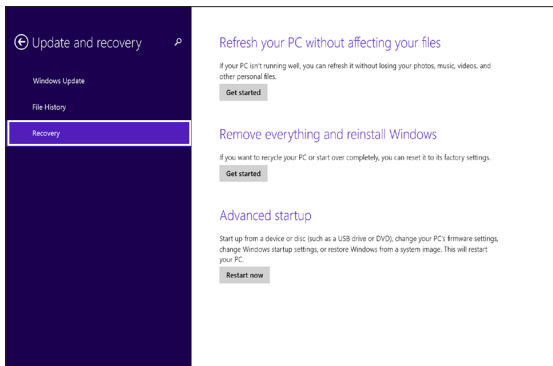 Update and recovery
Windows Update
File History
Recovery
Refresh your PC without affecting your files
If your PC isn't running well, you can refresh it without losing your photos, music, videos, and
other personal files.
Get started
Remove everything and reinstall Windows
If you want to recycle your PC or start over completely, you can reset it to its factory settings.
Get started
Advanced startup
Start up from a device or disc (such as a USB drive or DVD), change your PC's firmware settings,
change Windows startup settings, or restore Windows from a system image. This will restart
your PC.
Restart now